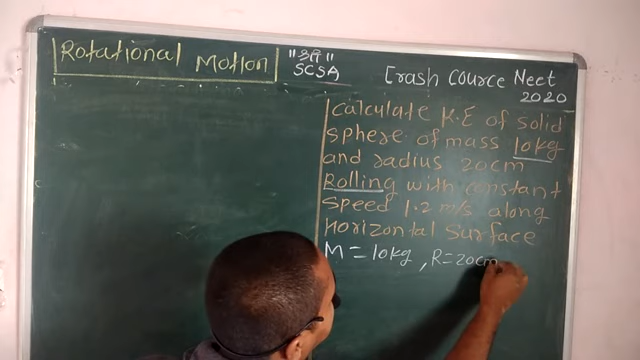 Rotational Motion
"श्री"
SCSA
Crash Cource Neet
2020
Calculate K.E of solid
sphere of mass 10kg
and radius 20cm
Rolling with constant
speed 1.2 m/s along
Horizontal surface
M = 10kg, R=20cm